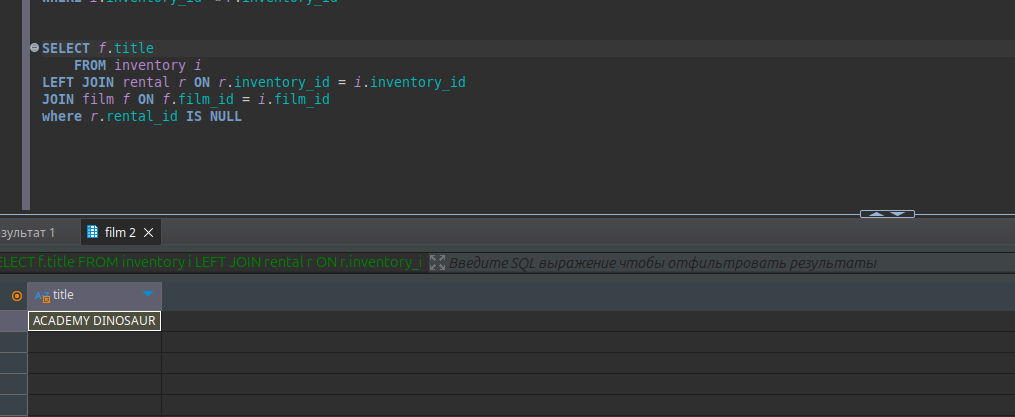 WHERE i.inventory_id = r.inventory_id
SELECT f.title
FROM inventory i
LEFT JOIN rental r ON r.inventory_id = i.inventory_id
JOIN film f ON f.film_id = i.film_id
where r.rental_id IS NULL
зультат 1 film 2
ELECT f.title FROM inventory i LEFT JOIN rental r ON r.inventory_i Введите SQL выражение чтобы отфильтровать результаты
title
ACADEMY DINOSAUR